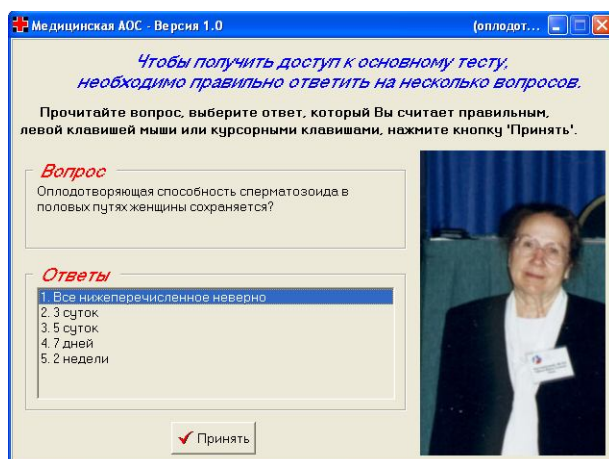 Медицинская АОС - Версия 1.0 (оплодот...
Чтобы получить доступ к основному тесту,
необходимо правильно ответить на несколько вопросов.
Прочитайте вопрос, выберите ответ, который Вы считает правильным,
левой клавишей мыши или курсорными клавишами, нажмите кнопку 'Принять'.
Вопрос
Оплодотворяющая способность сперматозоида в
половых путях женщины сохраняется?
Ответы
1. Все нижеперечисленное неверно
2. 3 суток
3. 5 суток
4. 7 дней
5. 2 недели
Принять